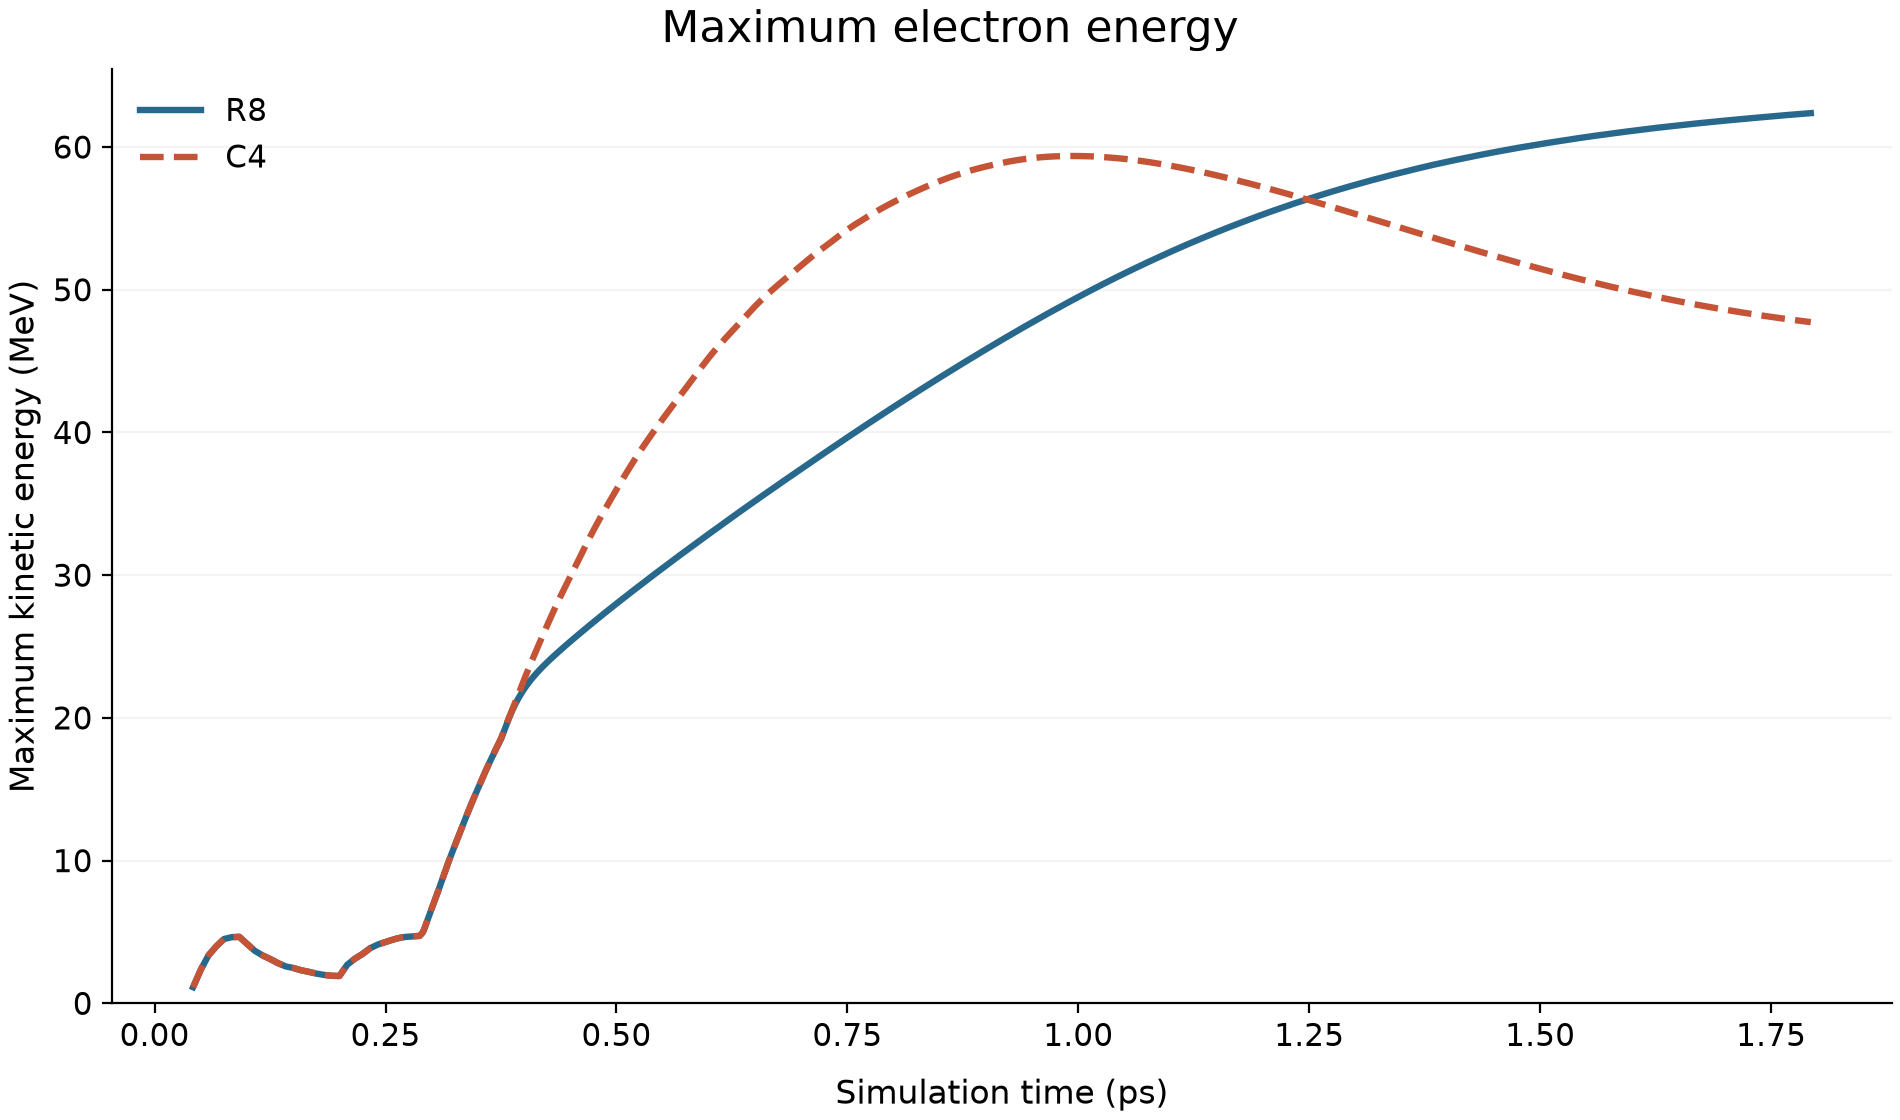 Maximum electron energy
R8
C4
Maximum kinetic energy (MeV)
60
50
40
30
20
10
0
0.00 0.25 0.50 0.75 1.00 1.25 1.50 1.75
Simulation time (ps)